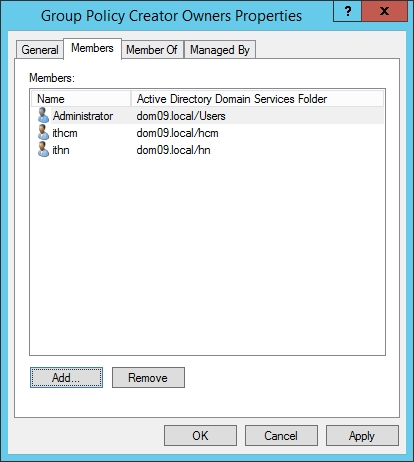 Group Policy Creator Owners Properties
? x
General Members Member Of Managed By
Members:
Name Active Directory Domain Services Folder
Administrator dom09.local/Users
ithcm dom09.local/hcm
ithn dom09.local/hn
Add... Remove
OK Cancel Apply